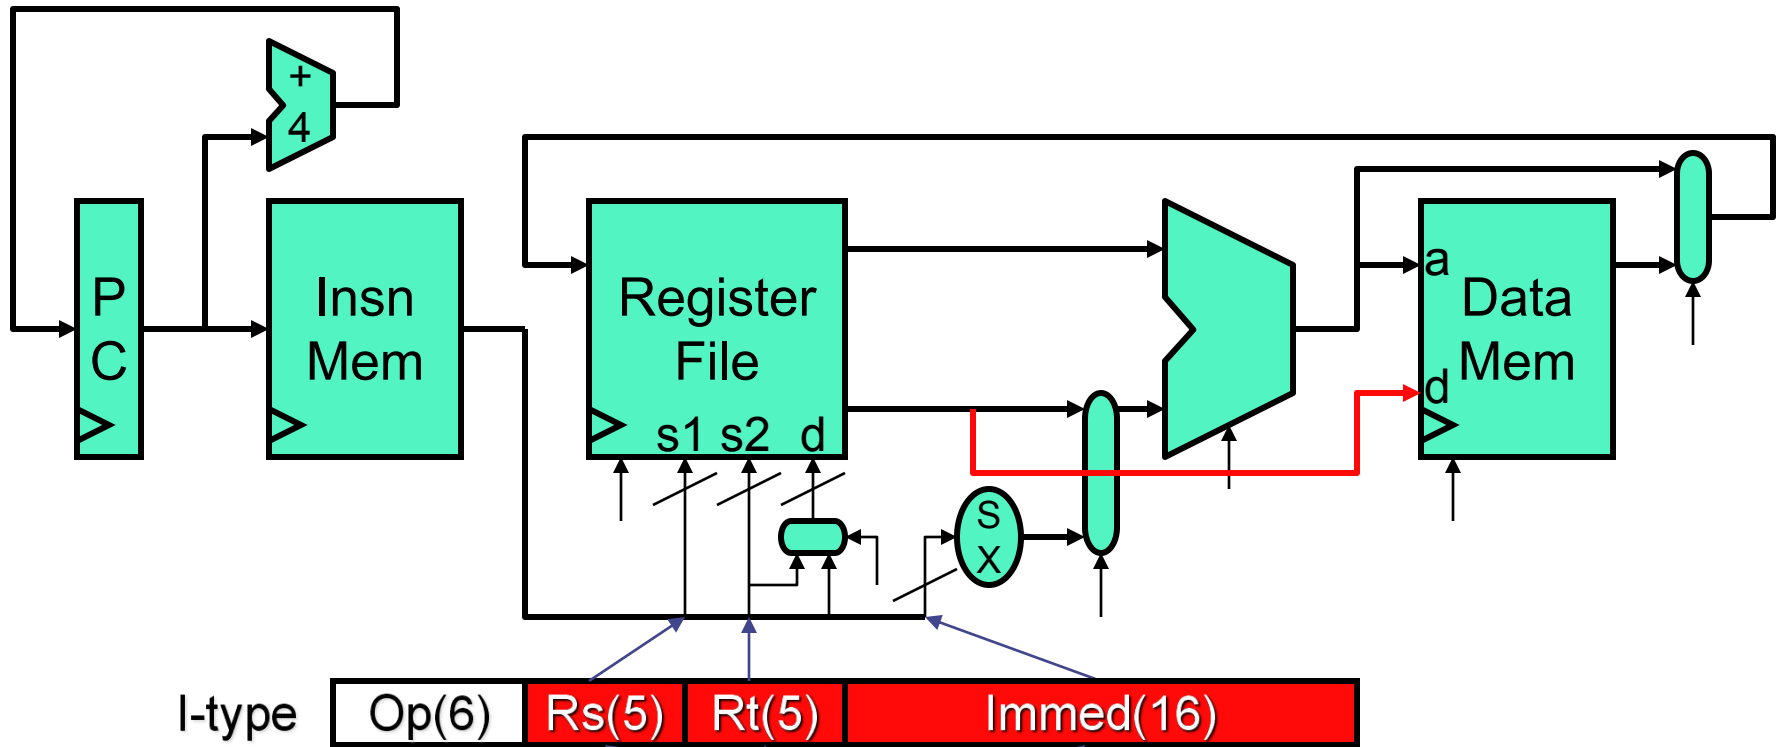 +
4
P
C
Insn
Mem
Register
File
s1 s2 d
S
X
a
Data
Mem
d
I-type Op(6) Rs(5) Rt(5) Immed(16)